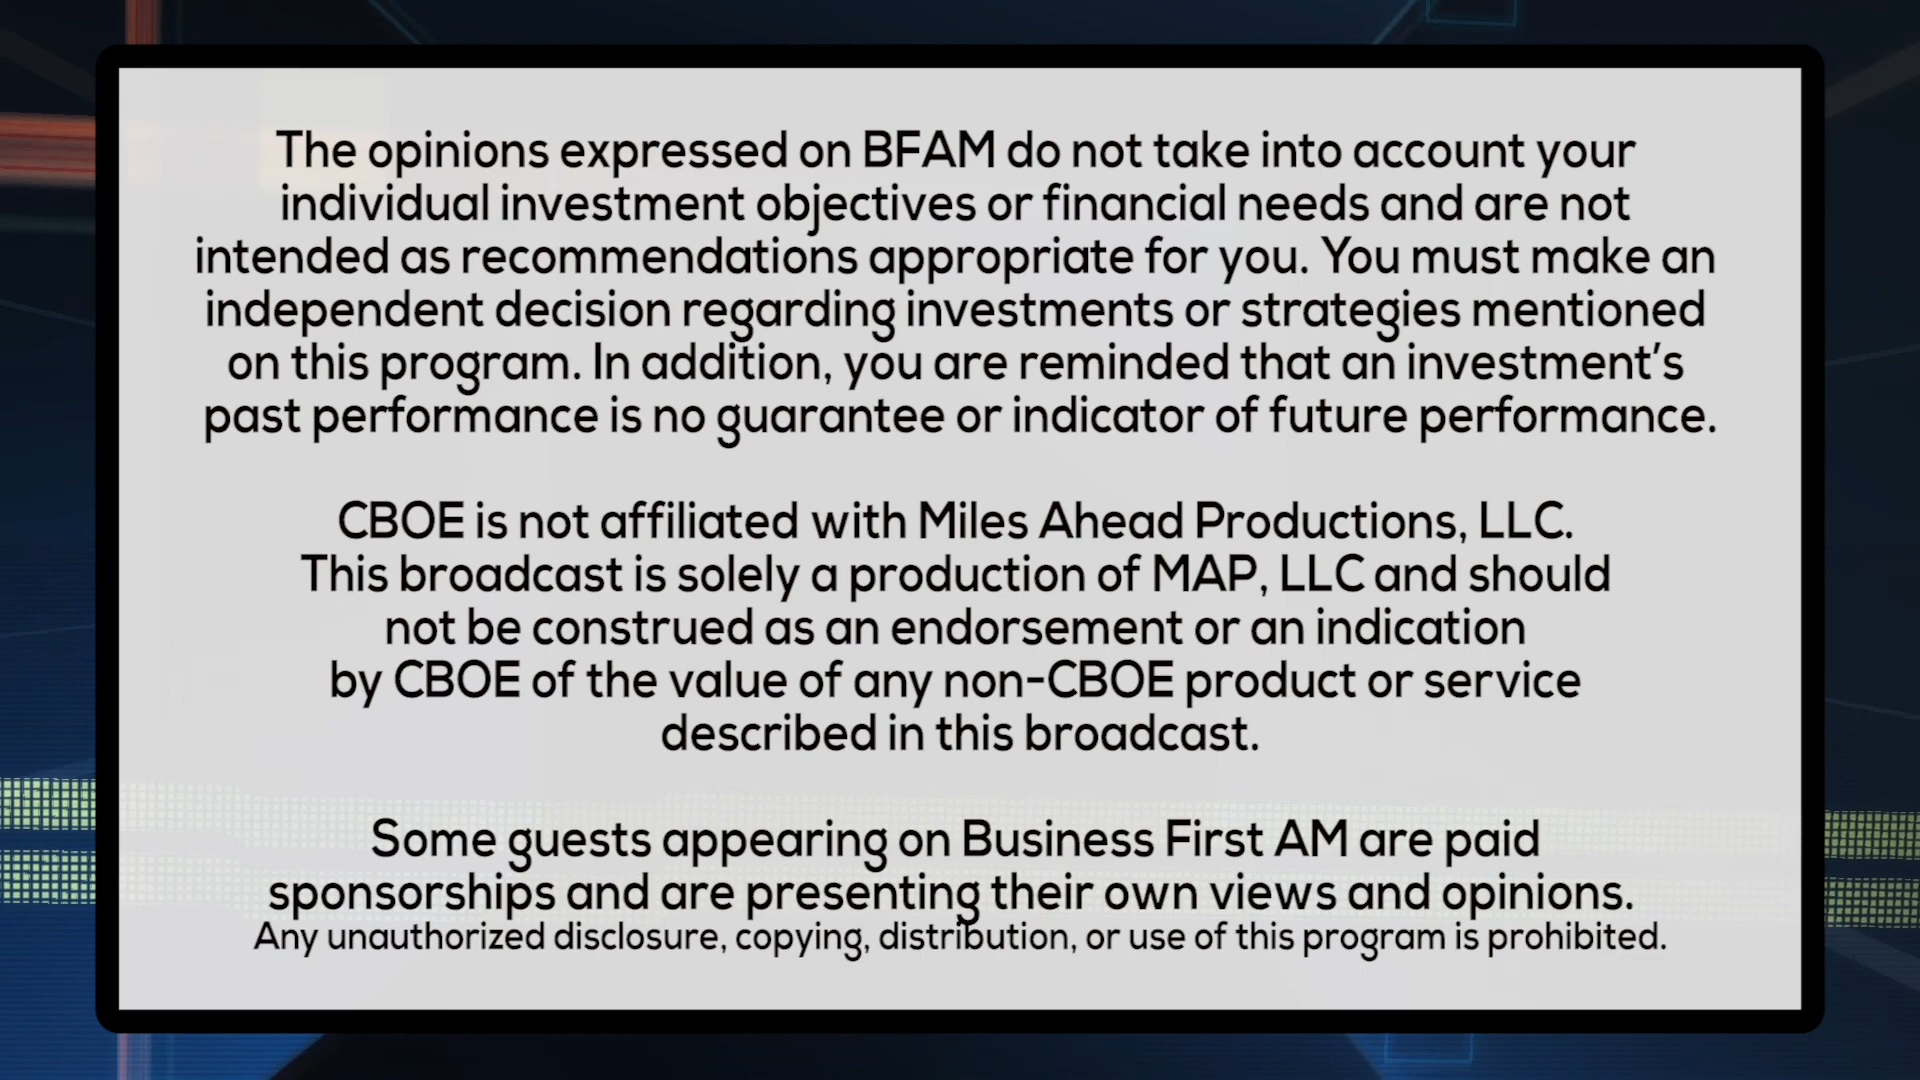 The opinions expressed on BFAM do not take into account your
individual investment objectives or financial needs and are not
intended as recommendations appropriate for you. You must make an
independent decision regarding investments or strategies mentioned
on this program. In addition, you are reminded that an investment’s
past performance is no guarantee or indicator of future performance.
CBOE is not affiliated with Miles Ahead Productions, LLC.
This broadcast is solely a production of MAP, LLC and should
not be construed as an endorsement or an indication
by CBOE of the value of any non-CBOE product or service
described in this broadcast.
Some guests appearing on Business First AM are paid
sponsorships and are presenting their own views and opinions.
Any unauthorized disclosure, copying, distribution, or use of this program is prohibited.